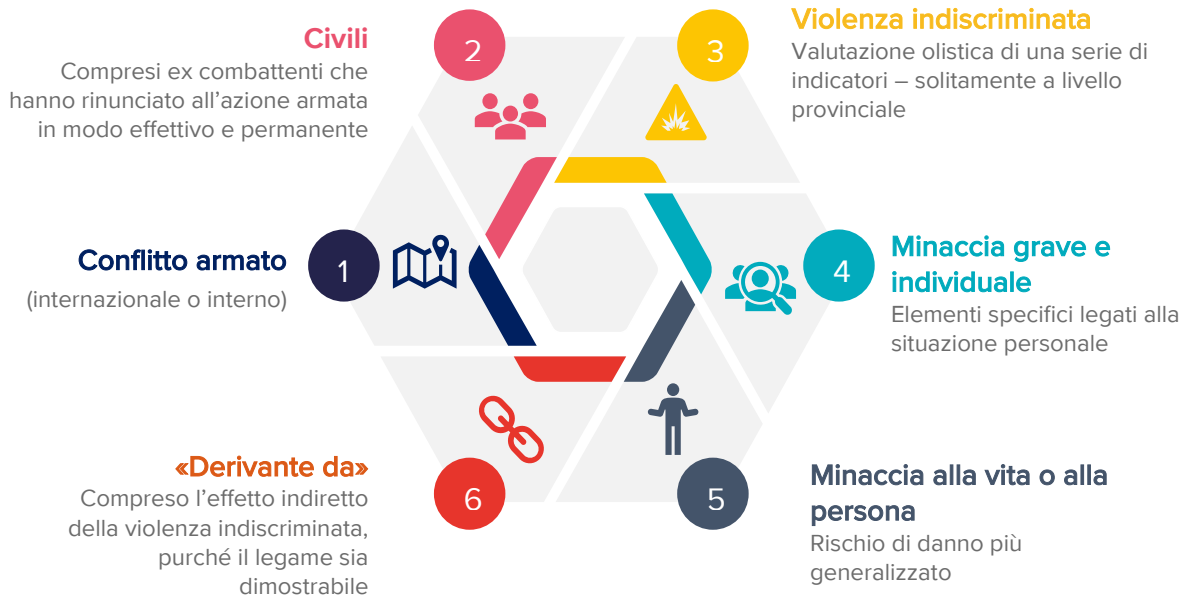 1
Conflitto armato
(internazionale o interno)
2
Civili
Compresi ex combattenti che
hanno rinunciato all’azione armata
in modo effettivo e permanente
3
Violenza indiscriminata
Valutazione olistica di una serie di
indicatori – solitamente a livello
provinciale
4
Minaccia grave e
individuale
Elementi specifici legati alla
situazione personale
5
Minaccia alla vita o alla
persona
Rischio di danno più
generalizzato
6
«Derivante da»
Compreso l’effetto indiretto
della violenza indiscriminata,
purché il legame sia
dimostrabile